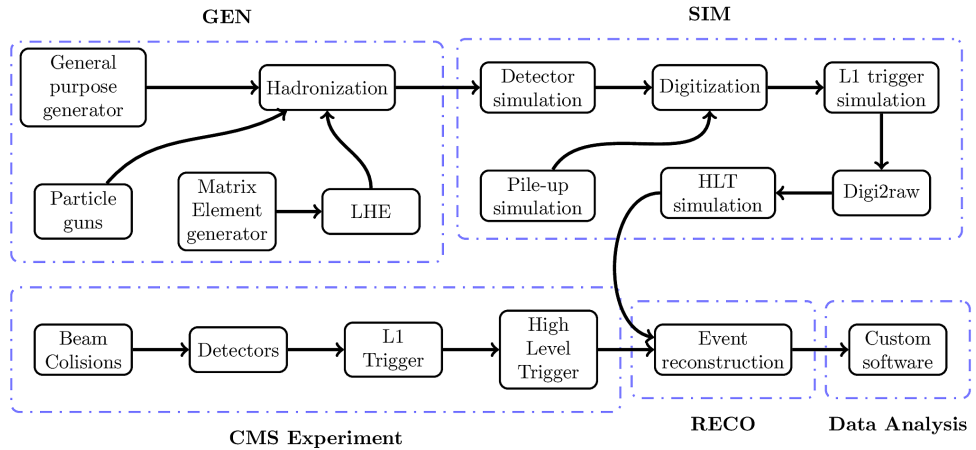 GEN
SIM
General
purpose
generator
Hadronization
Detector
simulation
Digitization
L1 trigger
simulation
Particle
guns
Matrix
Element
generator
LHE
Pile-up
simulation
HLT
simulation
Digi2raw
Beam
Colisions
Detectors
L1
Trigger
High
Level
Trigger
Event
reconstruction
Custom
software
CMS Experiment
RECO
Data Analysis